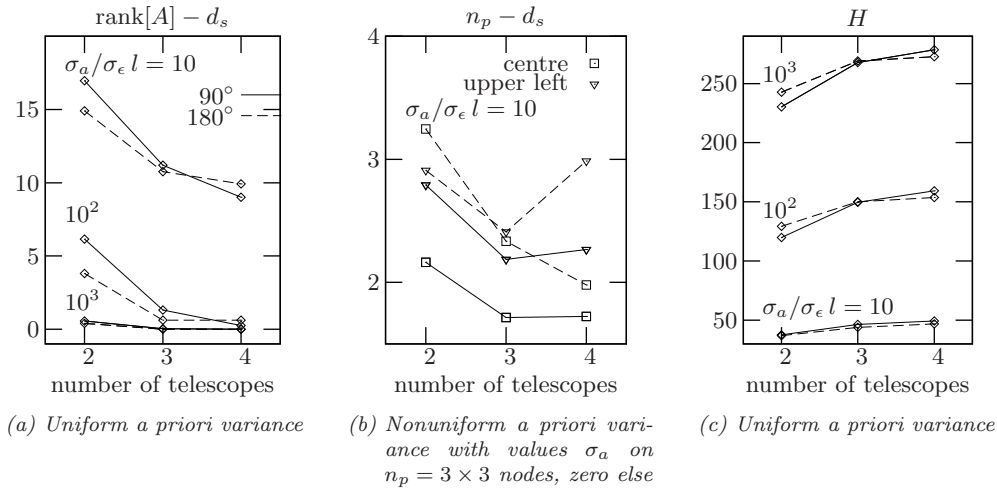 rank[A] − d_s
σ_a/σ_ϵ l = 10
90°
180°
10²
10³
15
10
5
0
2 3 4
number of telescopes
(a) Uniform a priori variance
n_p − d_s
centre
upper left
σ_a/σ_ϵ l = 10
4
3
2
2 3 4
number of telescopes
(b) Nonuniform a priori vari-
ance with values σ_a on
n_p = 3 × 3 nodes, zero else
H
10³
10²
σ_a/σ_ϵ l = 10
250
200
150
100
50
2 3 4
number of telescopes
(c) Uniform a priori variance